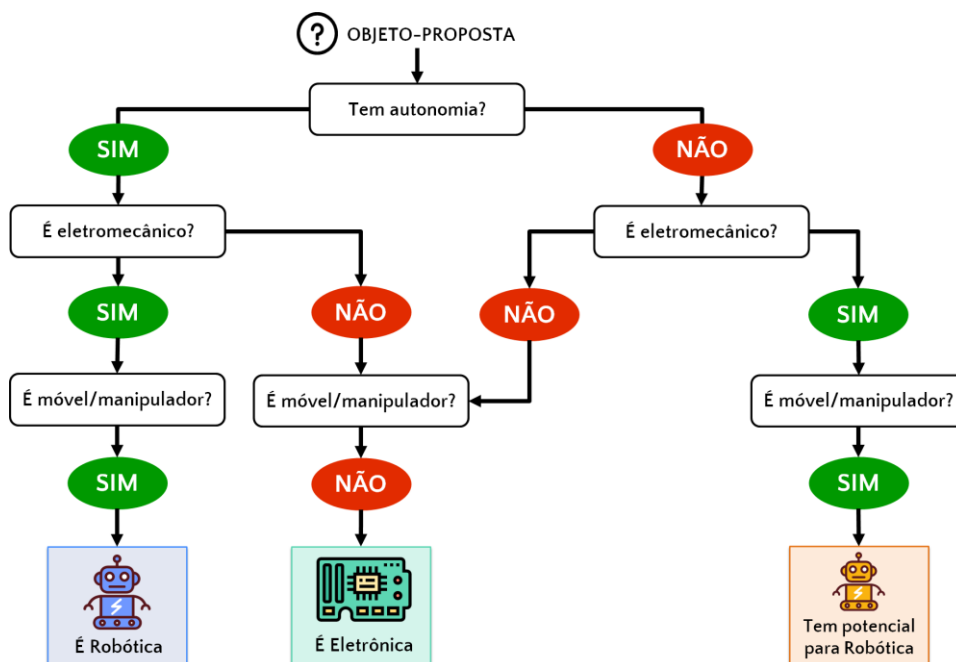 ?
OBJETO-PROPOSTA
Tem autonomia?
SIM
NÃO
É eletromecânico?
É eletromecânico?
SIM
NÃO
NÃO
SIM
É móvel/manipulador?
É móvel/manipulador?
É móvel/manipulador?
SIM
NÃO
SIM
É Robótica
É Eletrônica
Tem potencial
para Robótica